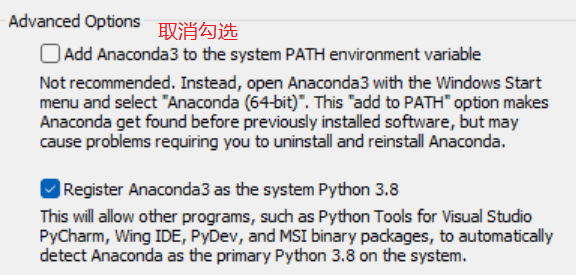 Advanced Options
取消勾选
Add Anaconda3 to the system PATH environment variable
Not recommended. Instead, open Anaconda3 with the Windows Start
menu and select "Anaconda (64-bit)". This "add to PATH" option makes
Anaconda get found before previously installed software, but may
cause problems requiring you to uninstall and reinstall Anaconda.
Register Anaconda3 as the system Python 3.8
This will allow other programs, such as Python Tools for Visual Studio
PyCharm, Wing IDE, PyDev, and MSI binary packages, to automatically
detect Anaconda as the primary Python 3.8 on the system.